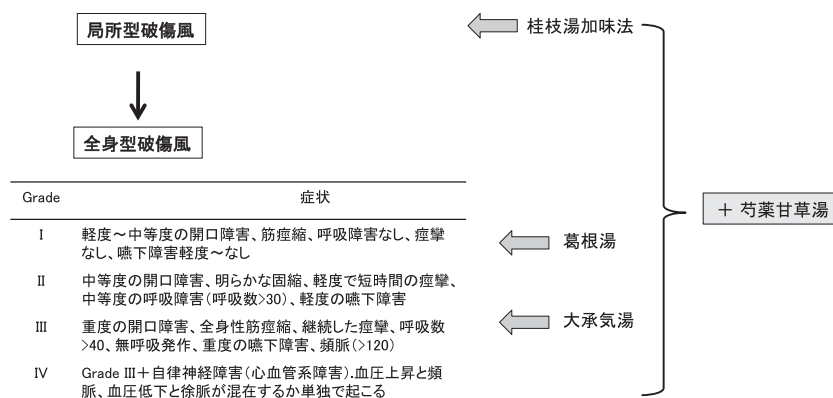 局所型破傷風
桂枝湯加味法
全身型破傷風
Grade 症状
＋ 芍薬甘草湯
I 軽度～中等度の開口障害、筋痙縮、呼吸障害なし、痙攣
なし、嚥下障害軽度～なし
葛根湯
II 中等度の開口障害、明らかな固縮、軽度で短時間の痙攣、
中等度の呼吸障害(呼吸数>30)、軽度の嚥下障害
III 重度の開口障害、全身性筋痙縮、継続した痙攣、呼吸数
>40、無呼吸発作、重度の嚥下障害、頻脈(>120)
大承気湯
IV Grade III＋自律神経障害(心血管系障害).血圧上昇と頻
脈、血圧低下と徐脈が混在するか単独で起こる